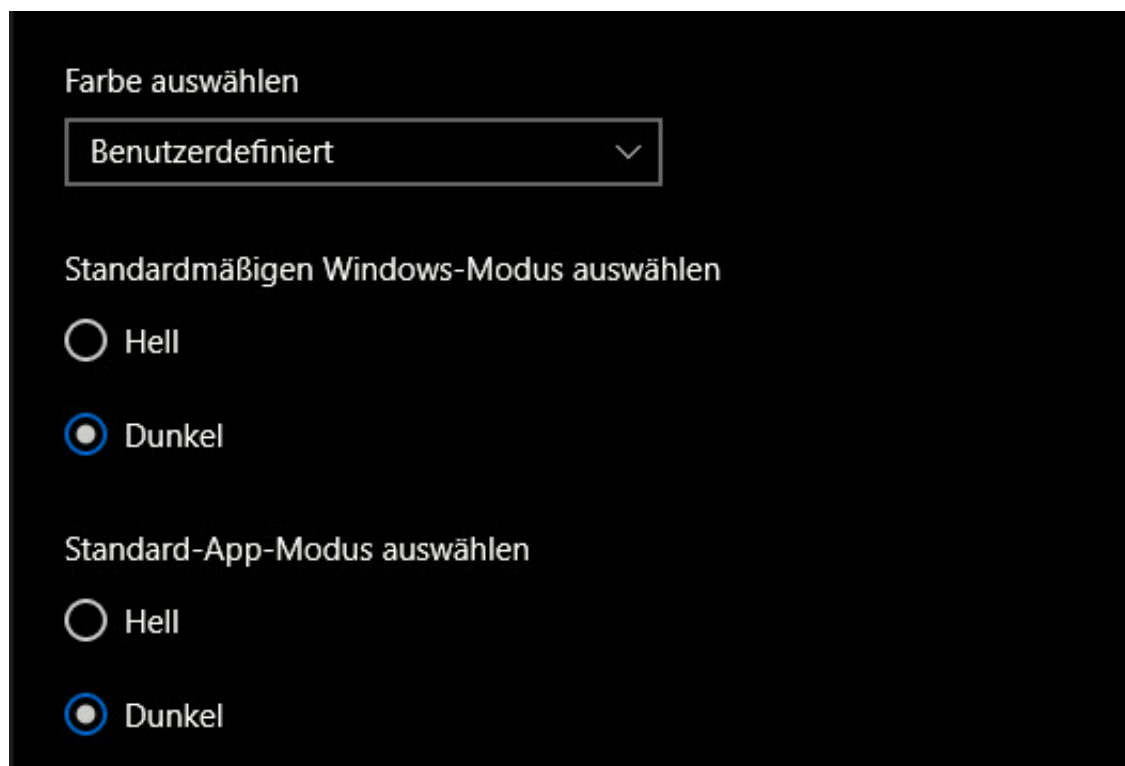 Farbe auswählen
Benutzerdefiniert
Standardmäßigen Windows-Modus auswählen
Hell
Dunkel
Standard-App-Modus auswählen
Hell
Dunkel